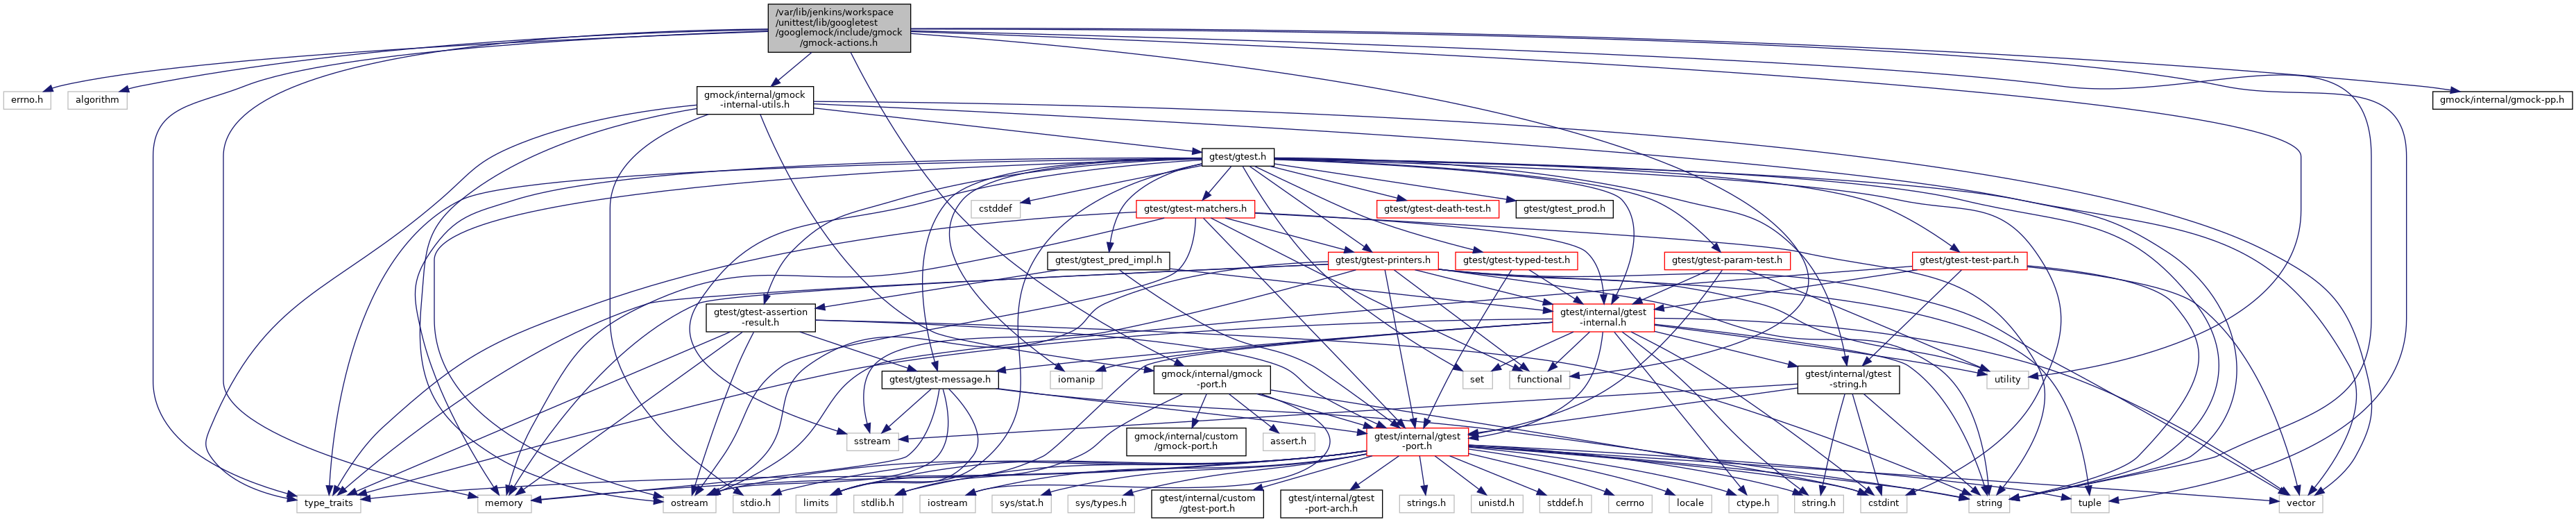 /var/lib/jenkins/workspace
/unittest/lib/googletest
/googlemock/include/gmock
/gmock-actions.h
errno.h
algorithm
gmock/internal/gmock
-internal-utils.h
gmock/internal/gmock-pp.h
gtest/gtest.h
cstddef
gtest/gtest-matchers.h
gtest/gtest-death-test.h
gtest/gtest_prod.h
gtest/gtest_pred_impl.h
gtest/gtest-printers.h
gtest/gtest-typed-test.h
gtest/gtest-param-test.h
gtest/gtest-test-part.h
gtest/gtest-assertion
-result.h
gtest/internal/gtest
-internal.h
gtest/gtest-message.h
iomanip
gmock/internal/gmock
-port.h
set
functional
gtest/internal/gtest
-string.h
utility
sstream
gmock/internal/custom
/gmock-port.h
assert.h
gtest/internal/gtest
-port.h
type_traits
memory
ostream
stdio.h
limits
stdlib.h
iostream
sys/stat.h
sys/types.h
gtest/internal/custom
/gtest-port.h
gtest/internal/gtest
-port-arch.h
strings.h
unistd.h
stddef.h
cerrno
locale
ctype.h
string.h
cstdint
string
tuple
vector